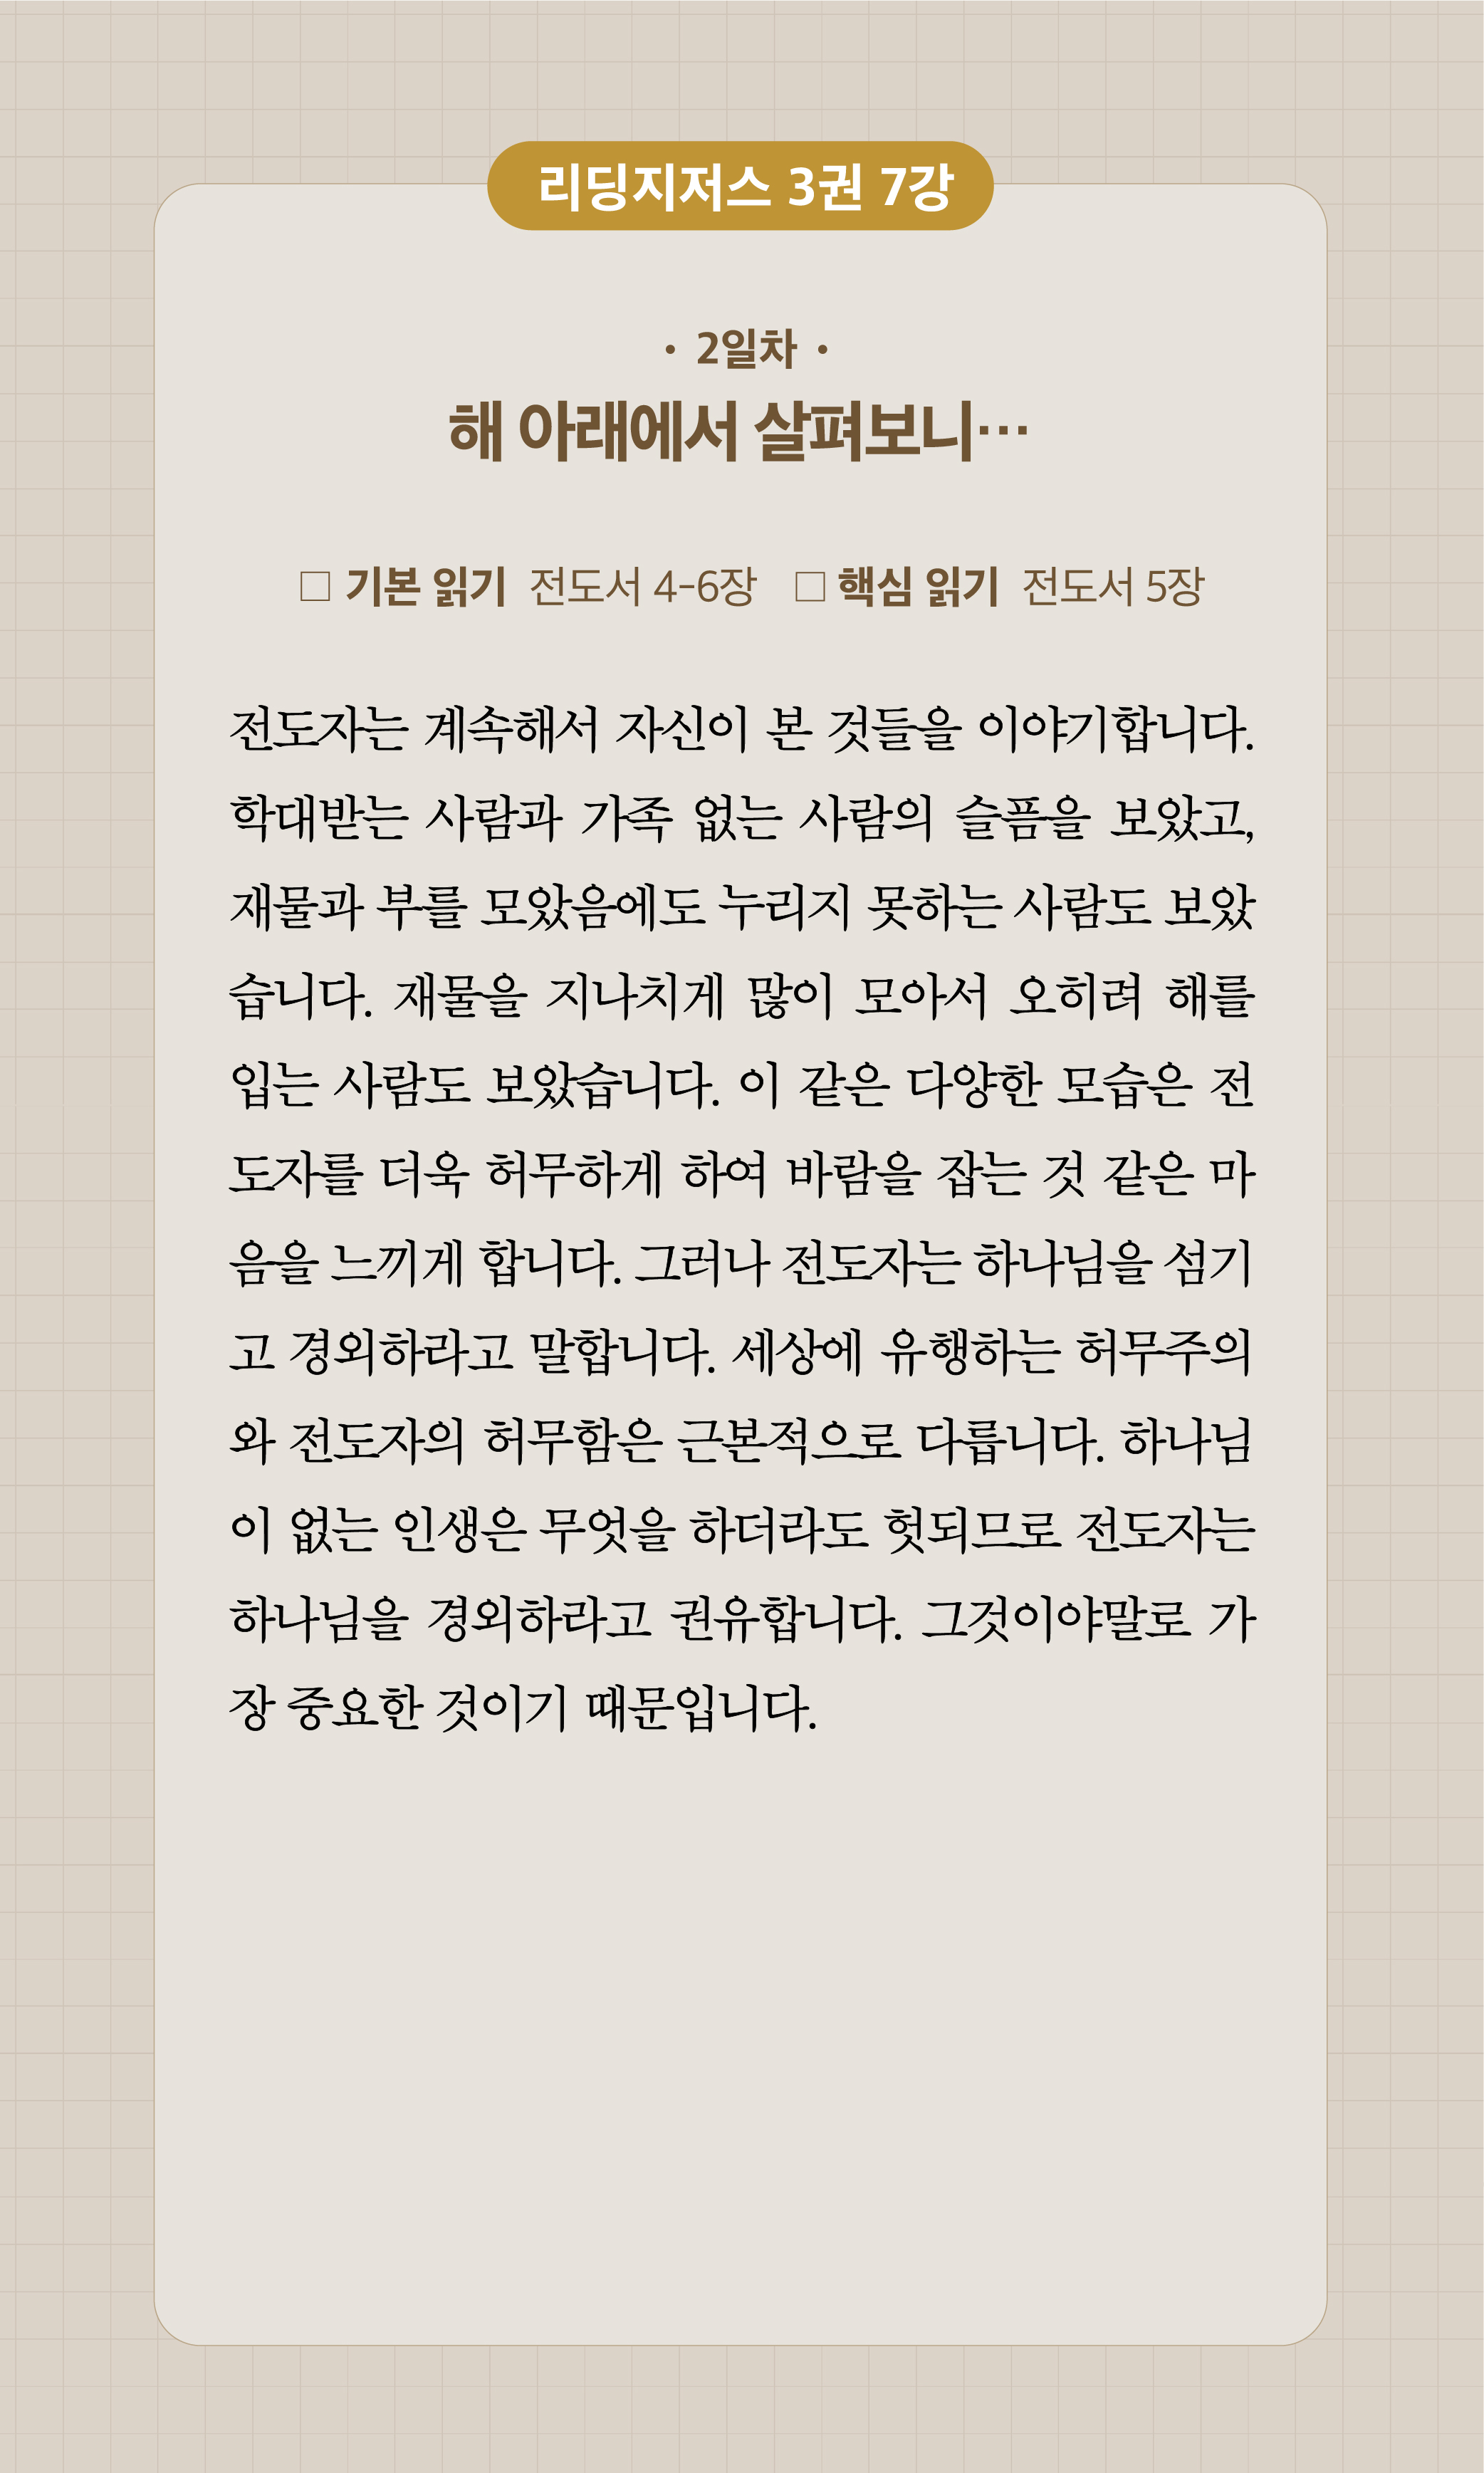 리딩지저스 3권 7강
· 2일차 ·
해 아래에서 살펴보니…
□ 기본 읽기 전도서 4-6장 □ 핵심 읽기 전도서 5장
전도자는 계속해서 자신이 본 것들을 이야기합니다.
학대받는 사람과 가족 없는 사람의 슬픔을 보았고,
재물과 부를 모았음에도 누리지 못하는 사람도 보았
습니다. 재물을 지나치게 많이 모아서 오히려 해를
입는 사람도 보았습니다. 이 같은 다양한 모습은 전
도자를 더욱 허무하게 하여 바람을 잡는 것 같은 마
음을 느끼게 합니다. 그러나 전도자는 하나님을 섬기
고 경외하라고 말합니다. 세상에 유행하는 허무주의
와 전도자의 허무함은 근본적으로 다릅니다. 하나님
이 없는 인생은 무엇을 하더라도 헛되므로 전도자는
하나님을 경외하라고 권유합니다. 그것이야말로 가
장 중요한 것이기 때문입니다.